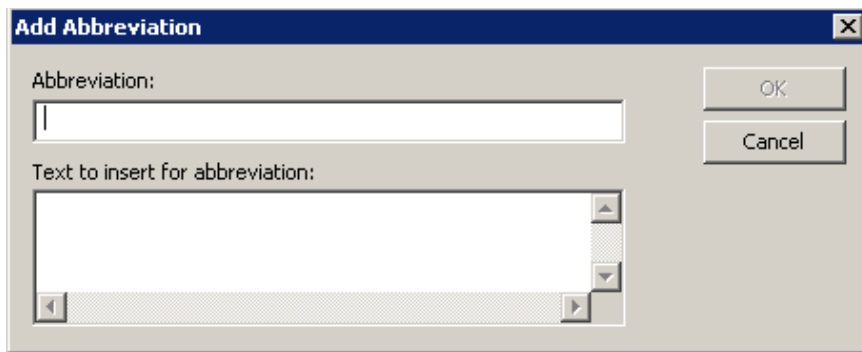 Add Abbreviation
Abbreviation:
OK
Cancel
Text to insert for abbreviation: